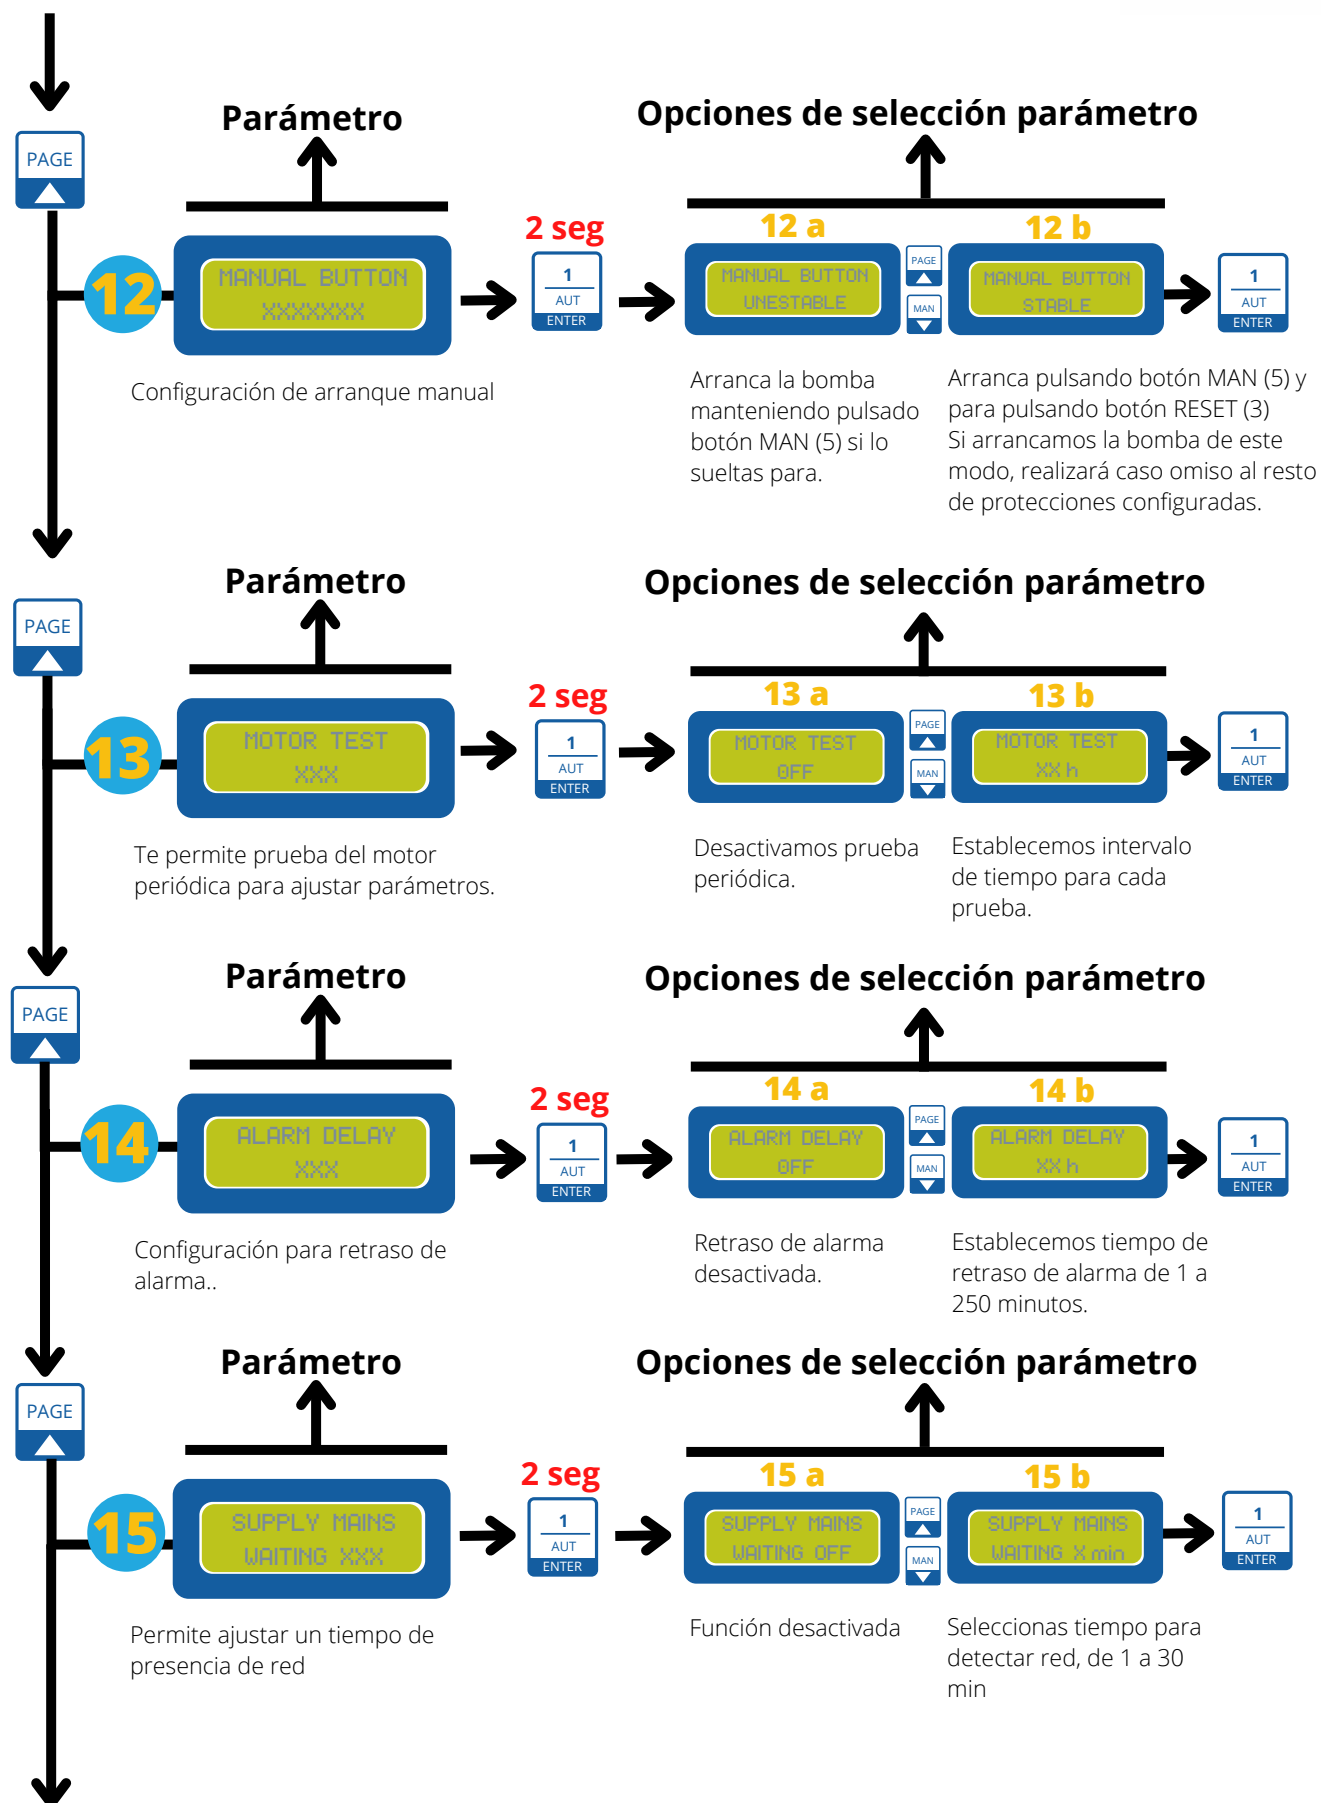 Parámetro
Opciones de selección parámetro
PAGE
12
MANUAL BUTTON
XXXXXXX
2 seg
1
AUT
ENTER
12 a
MANUAL BUTTON
UNESTABLE
PAGE
MAN
12 b
MANUAL BUTTON
STABLE
1
AUT
ENTER
Configuración de arranque manual
Arranca la bomba
manteniendo pulsado
botón MAN (5) si lo
sueltas para.
Arranca pulsando botón MAN (5) y
para pulsando botón RESET (3)
Si arrancamos la bomba de este
modo, realizará caso omiso al resto
de protecciones configuradas.
Parámetro
Opciones de selección parámetro
PAGE
13
MOTOR TEST
XXX
2 seg
1
AUT
ENTER
13 a
MOTOR TEST
OFF
PAGE
MAN
13 b
MOTOR TEST
XX h
1
AUT
ENTER
Te permite prueba del motor
periódica para ajustar parámetros.
Desactivamos prueba
periódica.
Establecemos intervalo
de tiempo para cada
prueba.
Parámetro
Opciones de selección parámetro
PAGE
14
ALARM DELAY
XXX
2 seg
1
AUT
ENTER
14 a
ALARM DELAY
OFF
PAGE
MAN
14 b
ALARM DELAY
XX h
1
AUT
ENTER
Configuración para retraso de
alarma..
Retraso de alarma
desactivada.
Establecemos tiempo de
retraso de alarma de 1 a
250 minutos.
Parámetro
Opciones de selección parámetro
PAGE
15
SUPPLY MAINS
WAITING XXX
2 seg
1
AUT
ENTER
15 a
SUPPLY MAINS
WAITING OFF
PAGE
MAN
15 b
SUPPLY MAINS
WAITING X min
1
AUT
ENTER
Permite ajustar un tiempo de
presencia de red
Función desactivada
Seleccionas tiempo para
detectar red, de 1 a 30
min